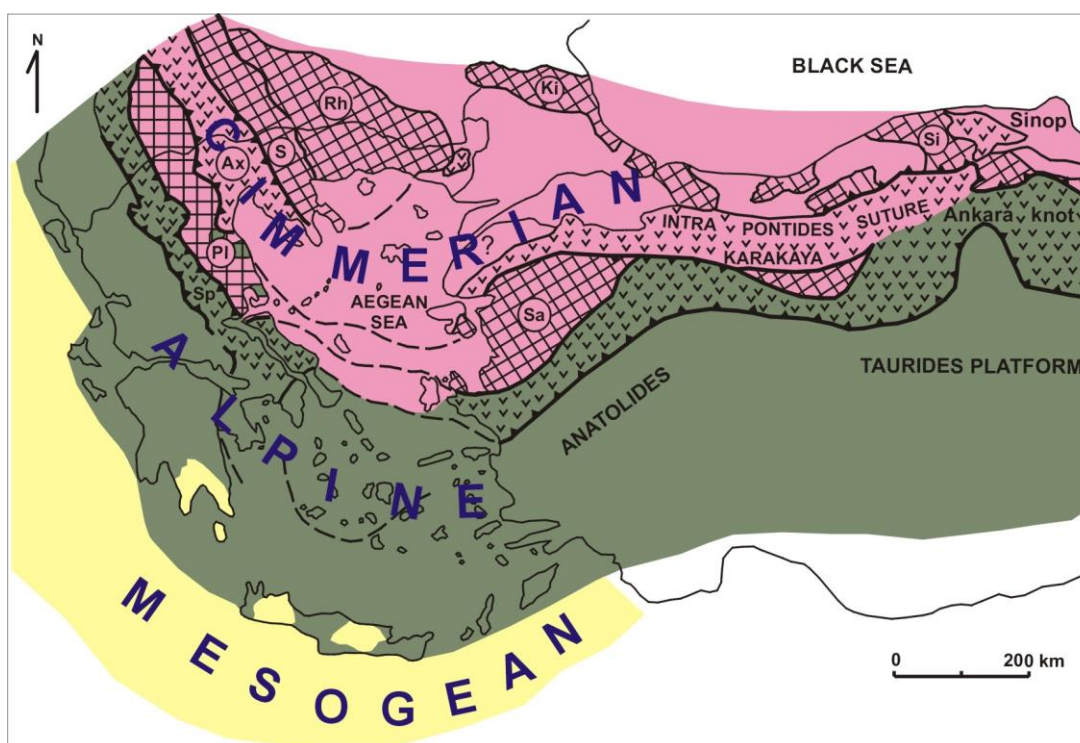 N
BLACK SEA
Rh
Ki
Si
Sinop
S
Ax
CIMMERIAN
INTRA PONTIDES SUTURE
Ankara knot
KARAKAYA
?
Pl
Sp
AEGEAN
SEA
Sa
TAURIDES PLATFORM
ANATOLIDES
ALPINE
MESOGEAN
0 200 km